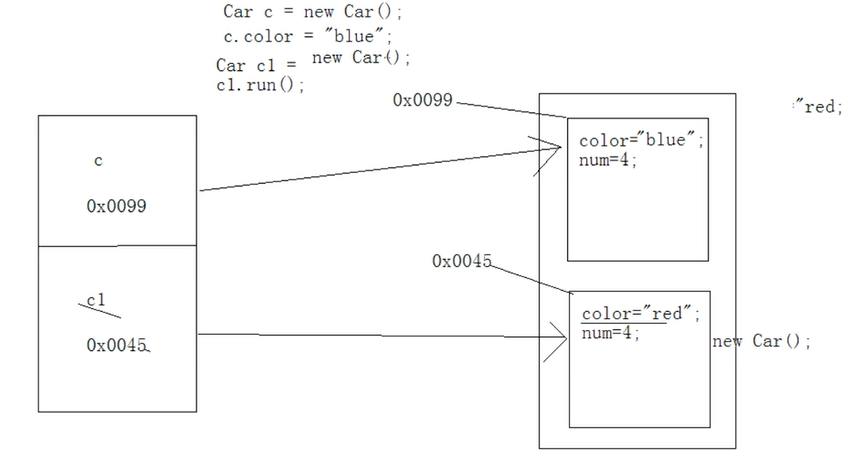 Car c = new Car();
c.color = "blue";
Car c1 = new Car();
c1.run();
0x0099
:"red;
color="blue";
num=4;
c
0x0099
0x0045
c1
0x0045
color="red";
num=4;
new Car();